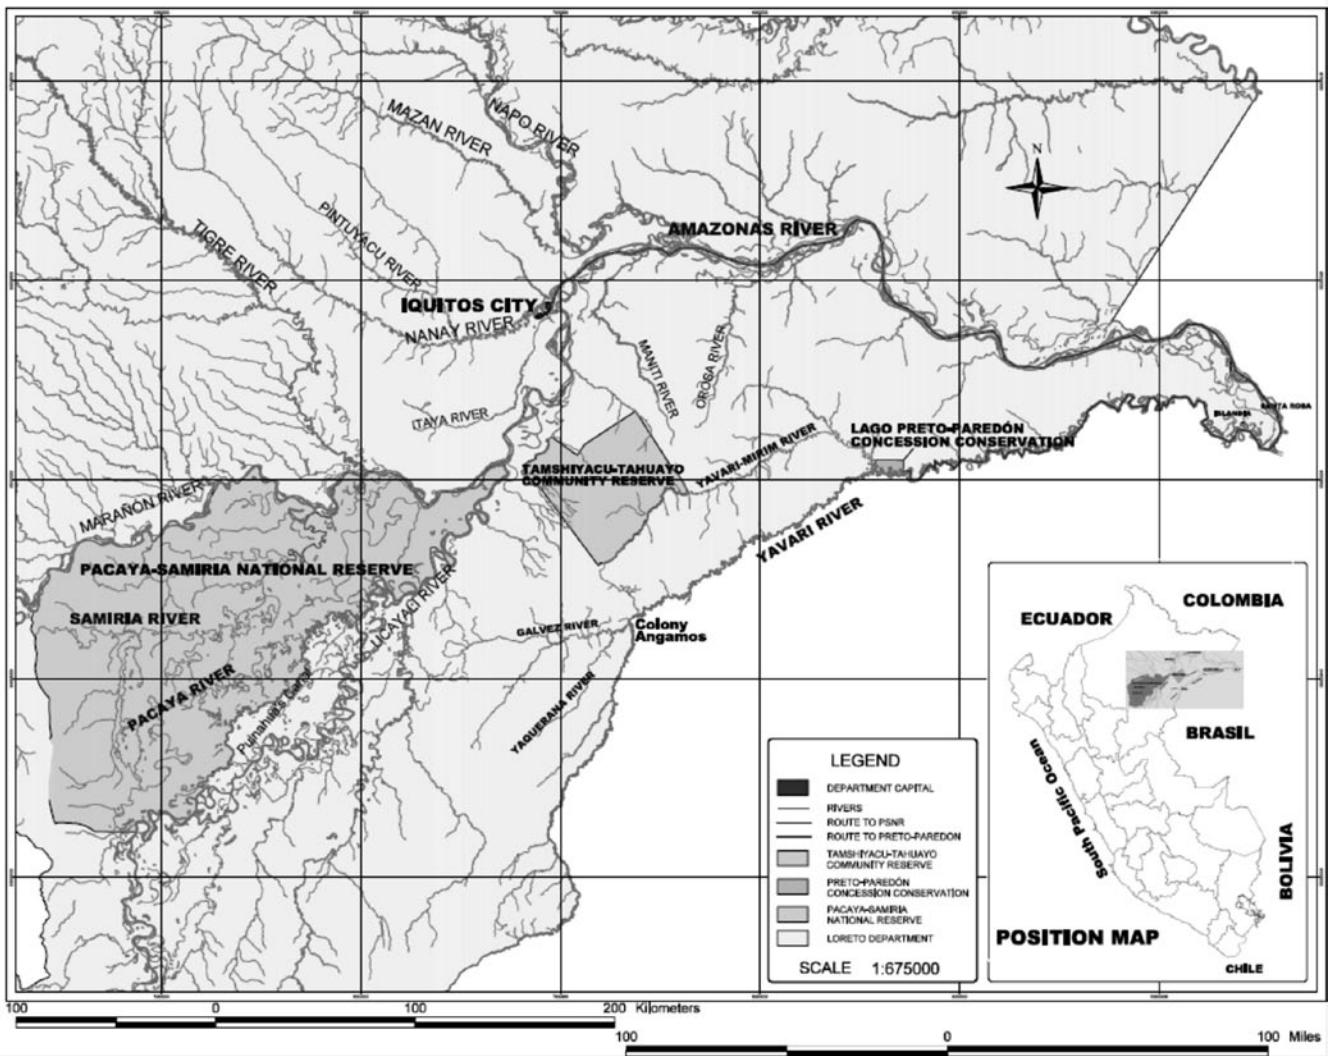 MAZAN RIVER
NAPO RIVER
N
TIGRE RIVER
PINTUYACU RIVER
AMAZONAS RIVER
IQUITOS CITY
NANAY RIVER
MANITI RIVER
OROSA RIVER
ITAYA RIVER
ISLANDIA
SANTA ROSA
LAGO PRETO-PAREDÓN
CONCESSION CONSERVATION
YAVARI-MIRIM RIVER
TAMSHIYACU-TAHUAYO
COMMUNITY RESERVE
MARAÑON RIVER
YAVARI RIVER
PACAYA-SAMIRIA NATIONAL RESERVE
SAMIRIA RIVER
UCAYALI RIVER
GALVEZ RIVER
Colony
Angamos
PACAYA RIVER
Puinahua's Canal
YAQUERANA RIVER
LEGEND
DEPARTMENT CAPITAL
RIVERS
ROUTE TO PSNR
ROUTE TO PRETO-PAREDON
TAMSHIYACU-TAHUAYO
COMMUNITY RESERVE
PRETO-PAREDÓN
CONCESSION CONSERVATION
PACAYA-SAMIRIA
NATIONAL RESERVE
LORETO DEPARTMENT
SCALE 1:675000
ECUADOR
COLOMBIA
BRASIL
South Pacific Ocean
BOLIVIA
POSITION MAP
CHILE
100 0 100 200 Kilometers
100 0 100 Miles